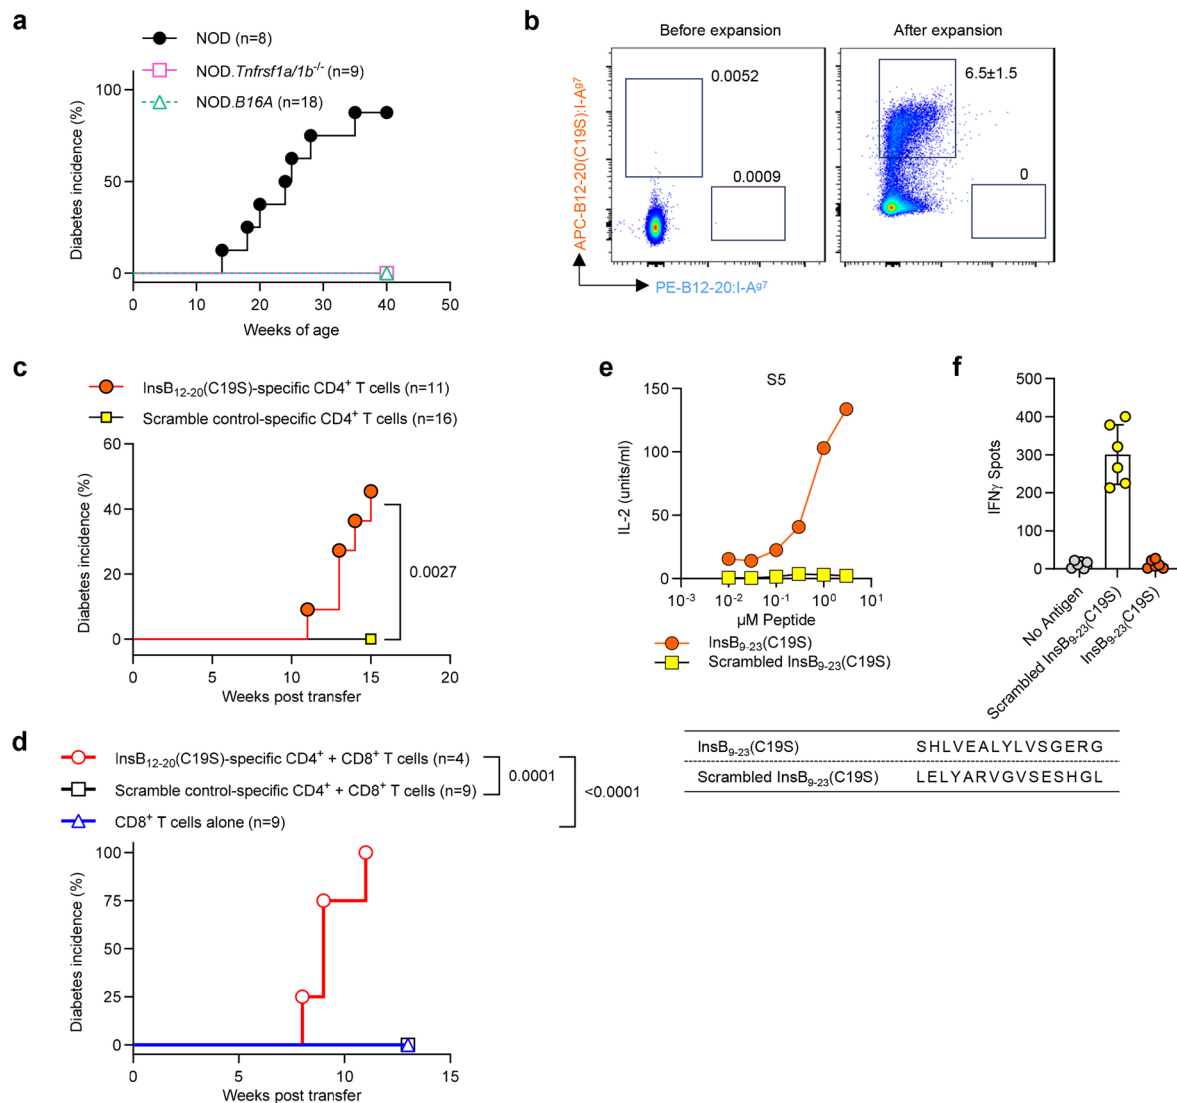 a
NOD (n=8)
NOD.Tnfrsf1a/1b-/- (n=9)
NOD.B16A (n=18)
Diabetes incidence (%)
100
50
0
0 10 20 30 40 50
Weeks of age
b
Before expansion
After expansion
0.0052
0.0009
6.5±1.5
0
APC-B12-20(C19S):I-Ag7
PE-B12-20:I-Ag7
c
InsB12-20(C19S)-specific CD4+ T cells (n=11)
Scramble control-specific CD4+ T cells (n=16)
Diabetes incidence (%)
60
40
20
0
0.0027
0 5 10 15 20
Weeks post transfer
d
InsB12-20(C19S)-specific CD4+ + CD8+ T cells (n=4)
Scramble control-specific CD4+ + CD8+ T cells (n=9)
CD8+ T cells alone (n=9)
0.0001
<0.0001
Diabetes incidence (%)
100
75
50
25
0
0 5 10 15
Weeks post transfer
e
S5
IL-2 (units/ml)
150
100
50
0
10-3 10-2 10-1 100 101
µM Peptide
InsB9-23(C19S)
Scrambled InsB9-23(C19S)
f
IFNγ Spots
500
400
300
200
100
0
No Antigen
Scrambled InsB9-23(C19S)
InsB9-23(C19S)
InsB9-23(C19S) SHLVEALYLVSGERG
Scrambled InsB9-23(C19S) LELYARVGVSESHGL